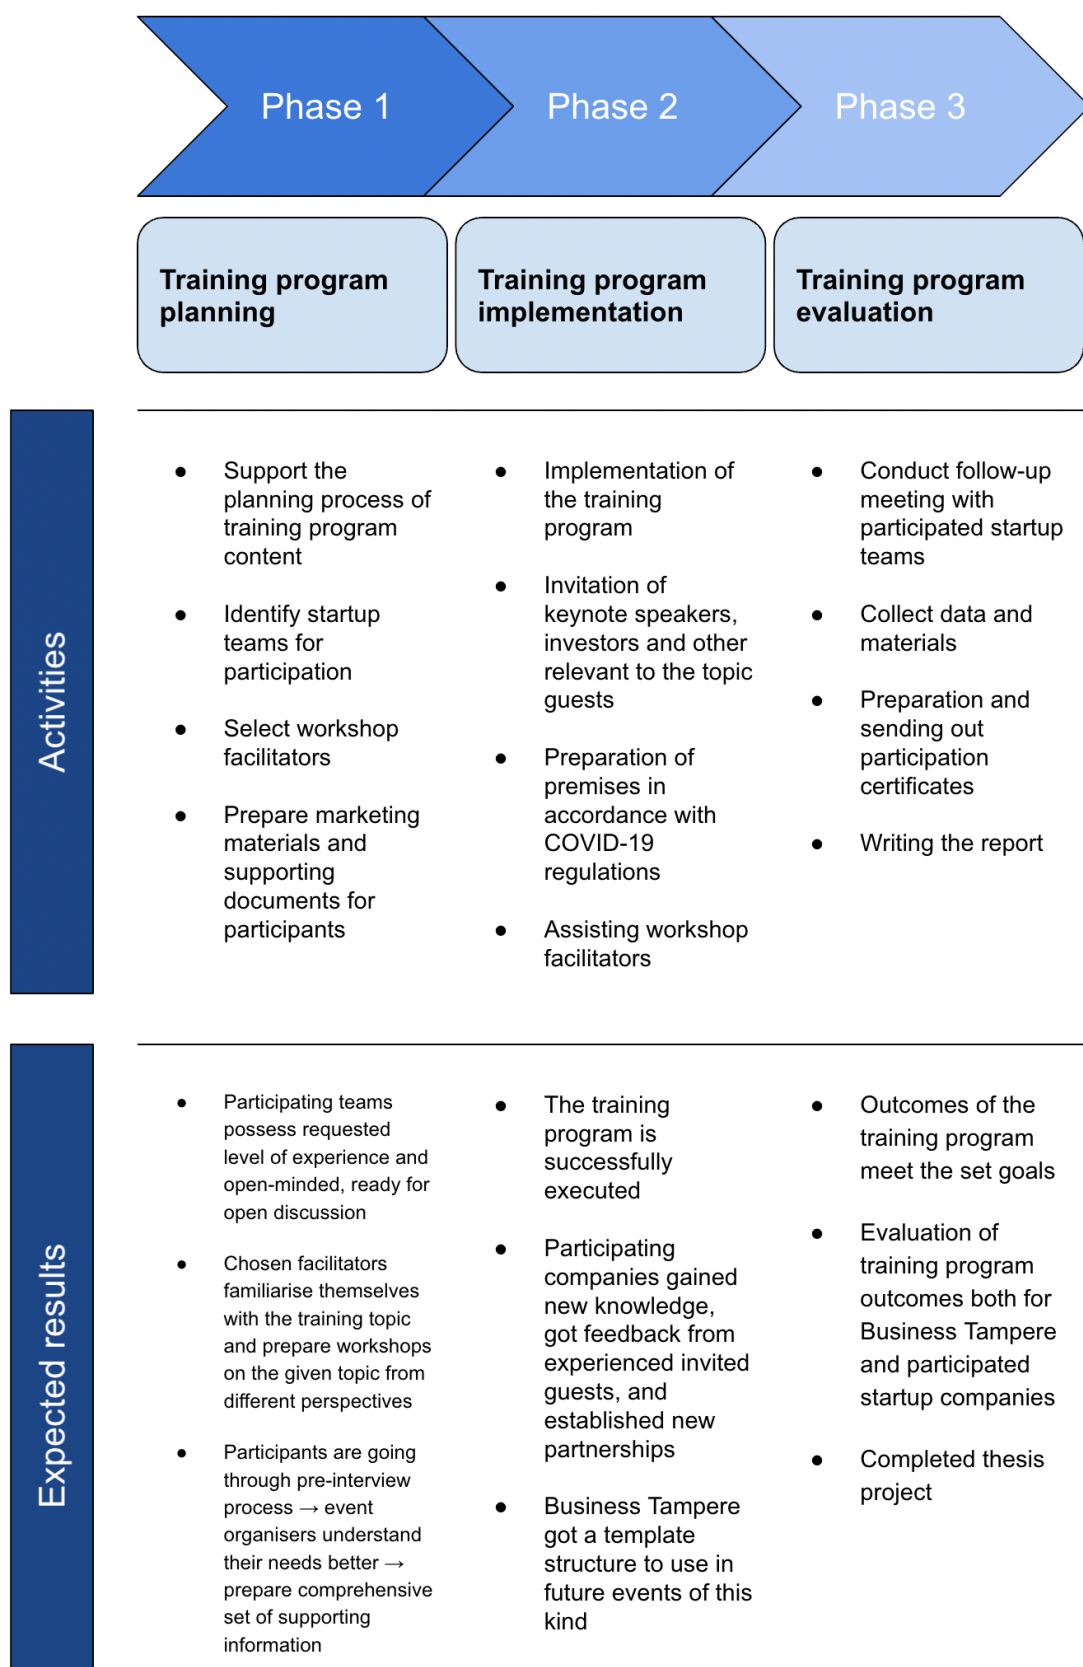 Phase 1
Phase 2
Phase 3
Training program
planning
Training program
implementation
Training program
evaluation
Activities
● Support the
planning process of
training program
content
● Identify startup
teams for
participation
● Select workshop
facilitators
● Prepare marketing
materials and
supporting
documents for
participants
● Implementation of
the training
program
● Invitation of
keynote speakers,
investors and other
relevant to the topic
guests
● Preparation of
premises in
accordance with
COVID-19
regulations
● Assisting workshop
facilitators
● Conduct follow-up
meeting with
participated startup
teams
● Collect data and
materials
● Preparation and
sending out
participation
certificates
● Writing the report
Expected results
● Participating teams
possess requested
level of experience and
open-minded, ready for
open discussion
● Chosen facilitators
familiarise themselves
with the training topic
and prepare workshops
on the given topic from
different perspectives
● Participants are going
through pre-interview
process → event
organisers understand
their needs better →
prepare comprehensive
set of supporting
information
● The training
program is
successfully
executed
● Participating
companies gained
new knowledge,
got feedback from
experienced invited
guests, and
established new
partnerships
● Business Tampere
got a template
structure to use in
future events of this
kind
● Outcomes of the
training program
meet the set goals
● Evaluation of
training program
outcomes both for
Business Tampere
and participated
startup companies
● Completed thesis
project